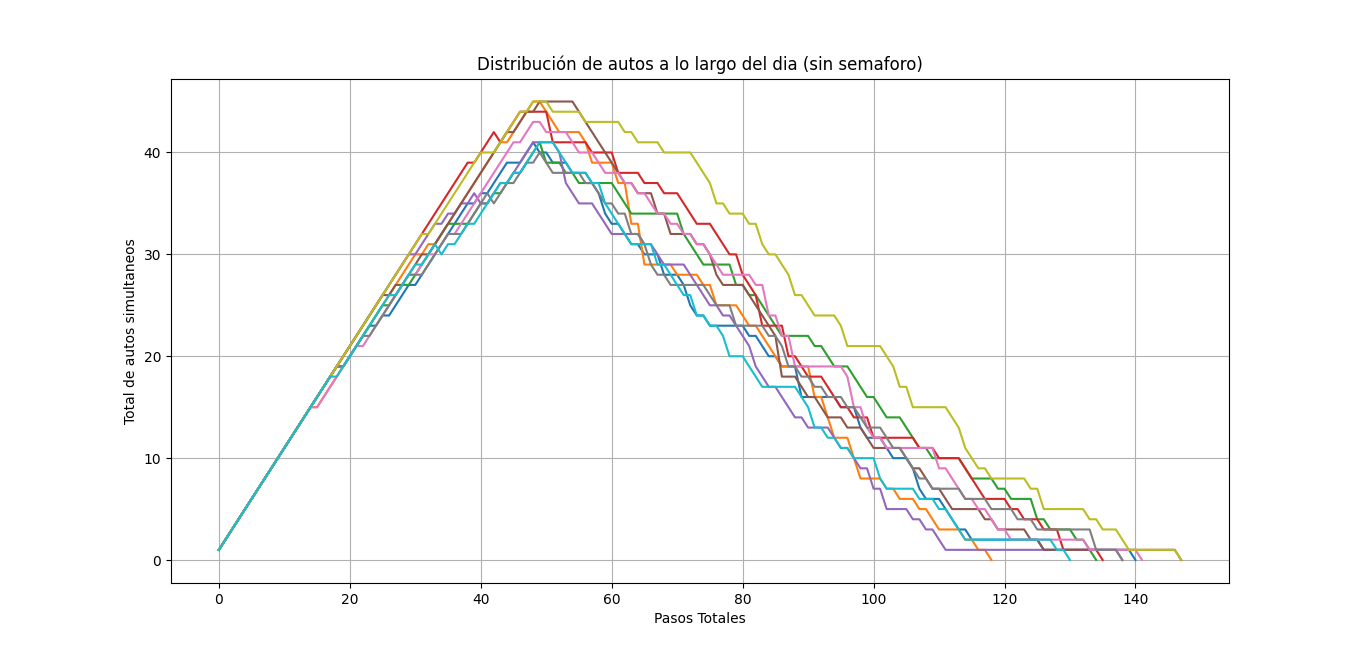 Distribución de autos a lo largo del dia (sin semaforo)
Total de autos simultaneos
40
30
20
10
0
0 20 40 60 80 100 120 140
Pasos Totales